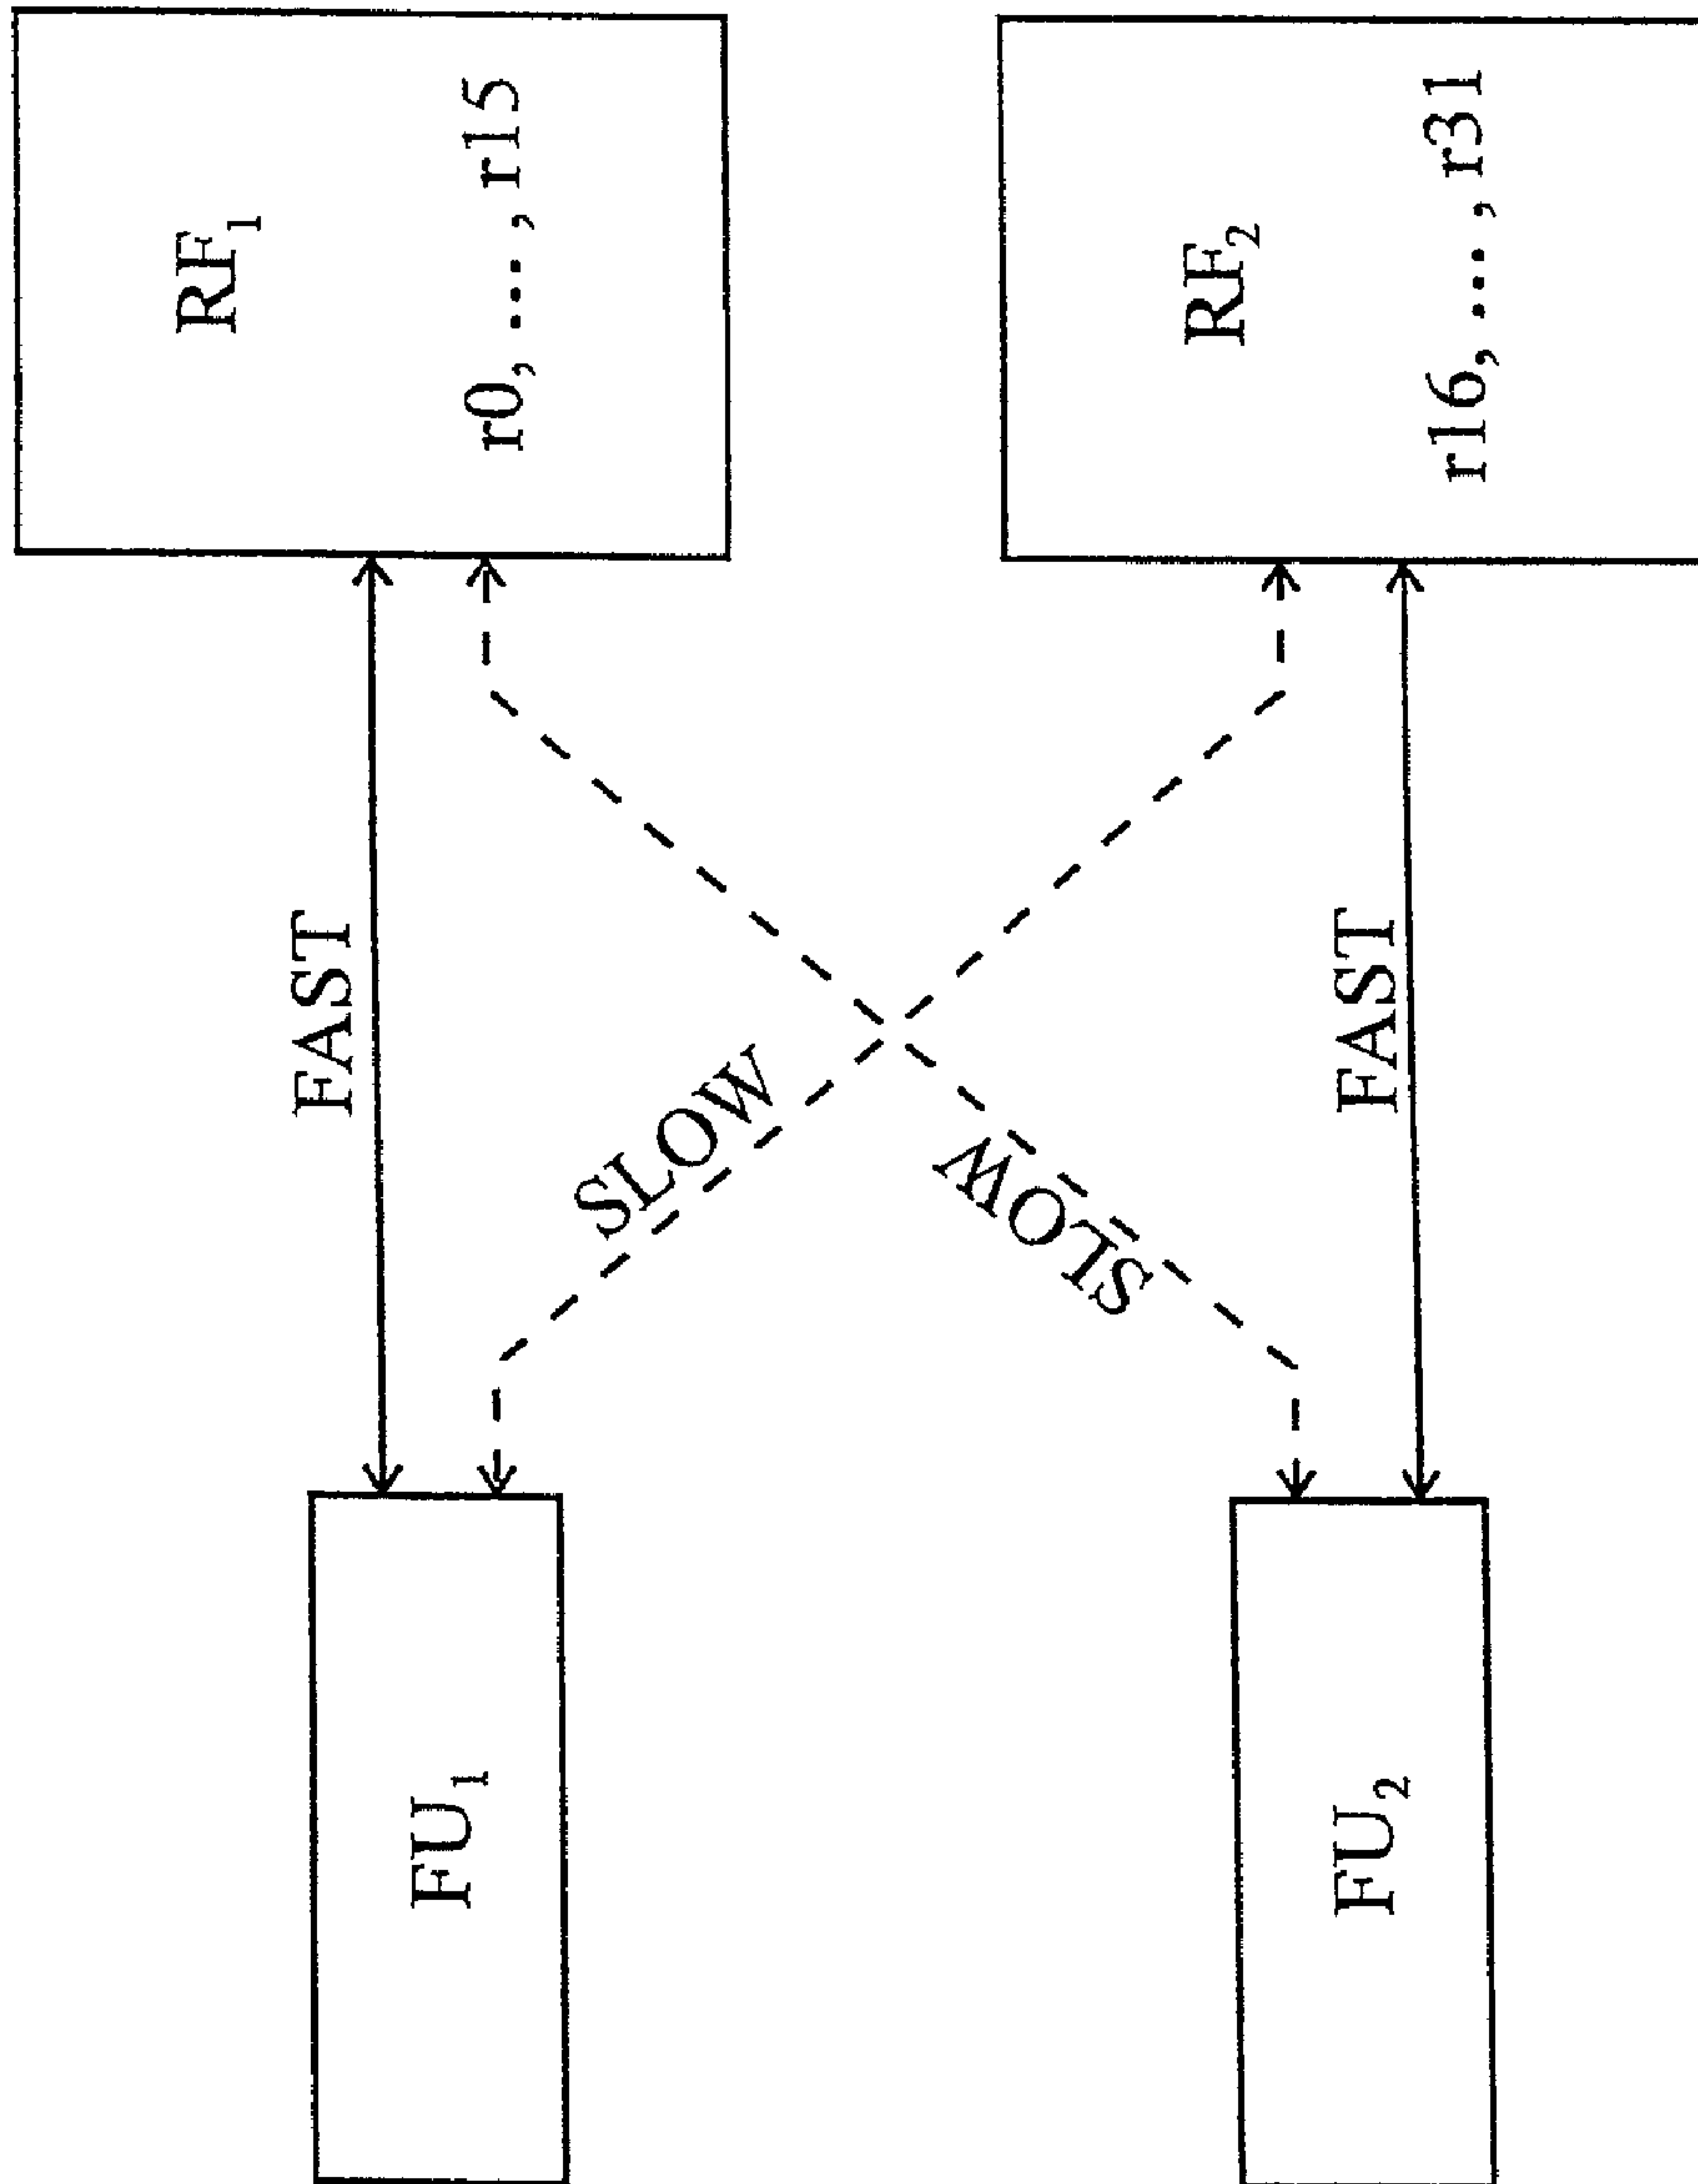 RF₁
FAST
FU₁
r0, ... , r15
SLOW
SLOW
RF₂
FAST
FU₂
r16, ... , r31